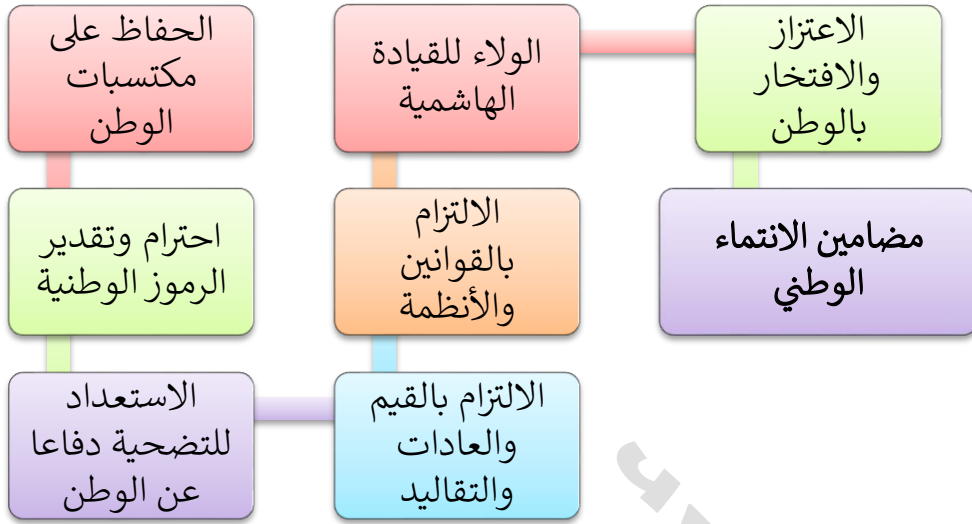 مضامين الانتماء
الوطني
الاعتزاز
والافتخار
بالوطن
الولاء للقيادة
الهاشمية
الالتزام
بالقوانين
والأنظمة
الالتزام بالقيم
والعادات
والتقاليد
الاستعداد
للتضحية دفاعا
عن الوطن
احترام وتقدير
الرموز الوطنية
الحفاظ على
مكتسبات
الوطن